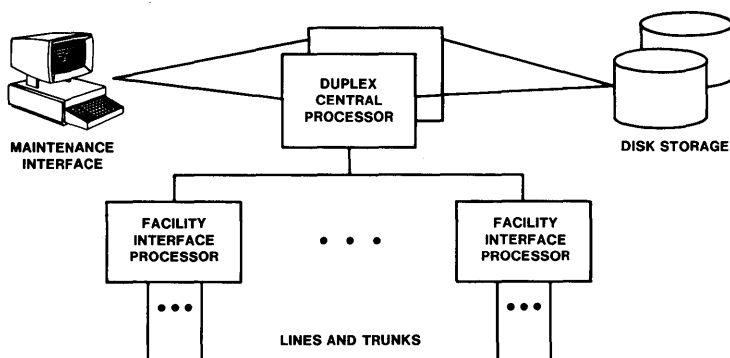 DUPLEX
CENTRAL
PROCESSOR
MAINTENANCE
INTERFACE
DISK STORAGE
FACILITY
INTERFACE
PROCESSOR
FACILITY
INTERFACE
PROCESSOR
LINES AND TRUNKS